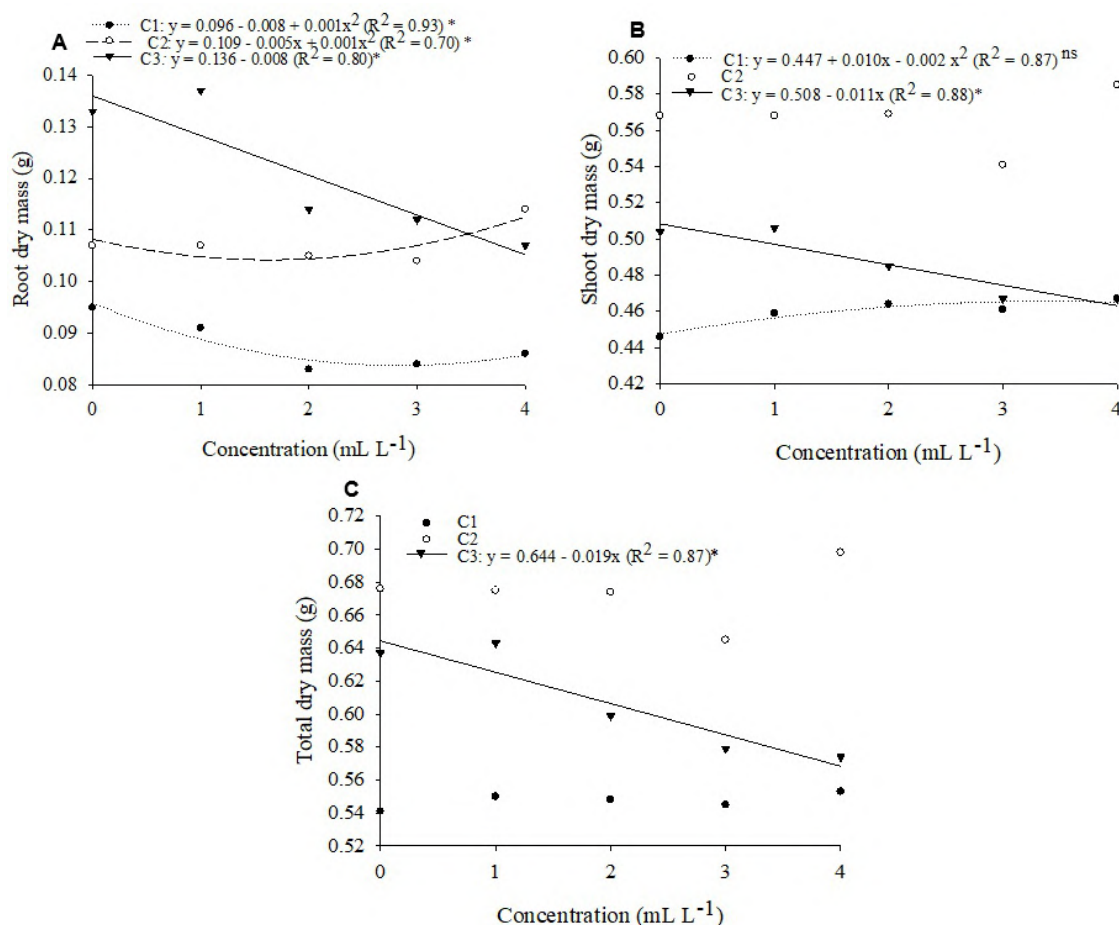 A
C1: y = 0.096 - 0.008 + 0.001x² (R² = 0.93) *
C2: y = 0.109 - 0.005x + 0.001x² (R² = 0.70) *
C3: y = 0.136 - 0.008 (R² = 0.80)*
0.14
0.13
0.12
0.11
0.10
0.09
0.08
Root dry mass (g)
0 1 2 3 4
Concentration (mL L⁻¹)
B
C1: y = 0.447 + 0.010x - 0.002 x² (R² = 0.87) ns
C2
C3: y = 0.508 - 0.011x (R² = 0.88)*
0.60
0.58
0.56
0.54
0.52
0.50
0.48
0.46
0.44
0.42
Shoot dry mass (g)
0 1 2 3 4
Concentration (mL L⁻¹)
C
C1
C2
C3: y = 0.644 - 0.019x (R² = 0.87)*
0.72
0.70
0.68
0.66
0.64
0.62
0.60
0.58
0.56
0.54
0.52
Total dry mass (g)
0 1 2 3 4
Concentration (mL L⁻¹)